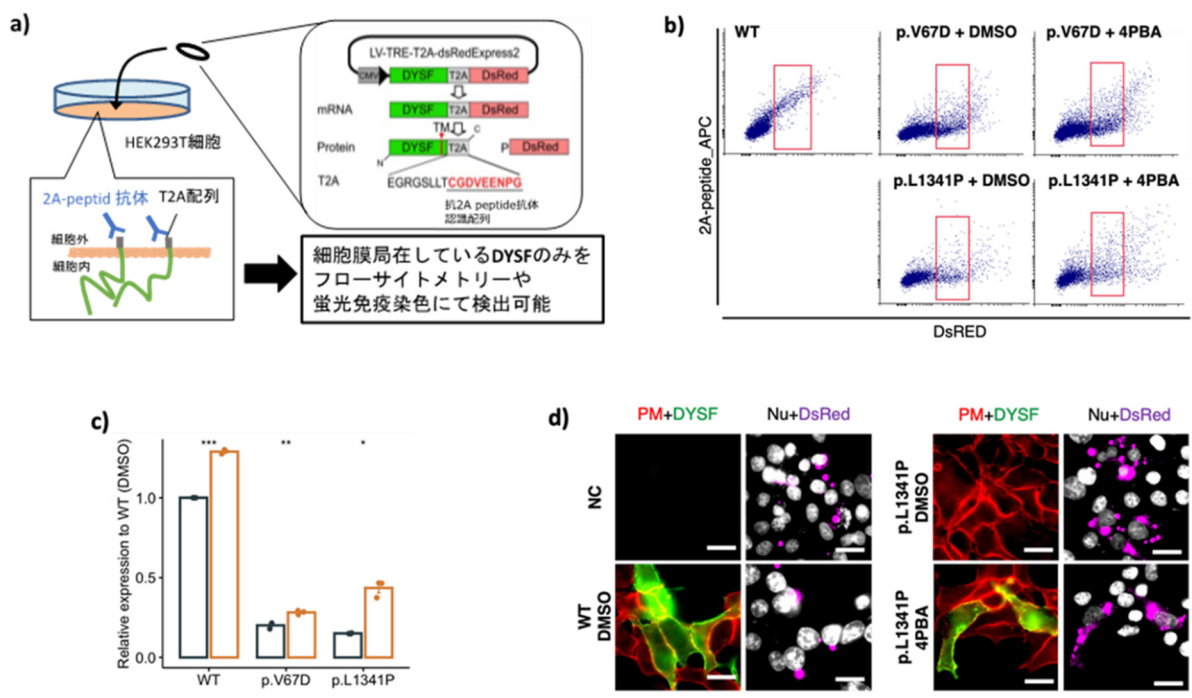 a)
LV-TRE-T2A-dsRedExpress2
CMV
DYSF
T2A
DsRed
mRNA
DYSF
T2A
DsRed
TM
C
Protein
DYSF
T2A
P
DsRed
N
T2A
EGRGSLLTCGDVEENPG
抗2A peptide抗体
認識配列
HEK293T細胞
2A-peptid 抗体
T2A配列
細胞外
細胞内
細胞膜局在しているDYSFのみを
フローサイトメトリーや
蛍光免疫染色にて検出可能
b)
WT
p.V67D + DMSO
p.V67D + 4PBA
p.L1341P + DMSO
p.L1341P + 4PBA
2A-peptide_APC
DsRED
c)
Relative expression to WT (DMSO)
1.0
0.5
0.0
***
**
*
WT
p.V67D
p.L1341P
d)
PM+DYSF
Nu+DsRed
PM+DYSF
Nu+DsRed
NC
p.L1341P
DMSO
WT
DMSO
p.L1341P
4PBA